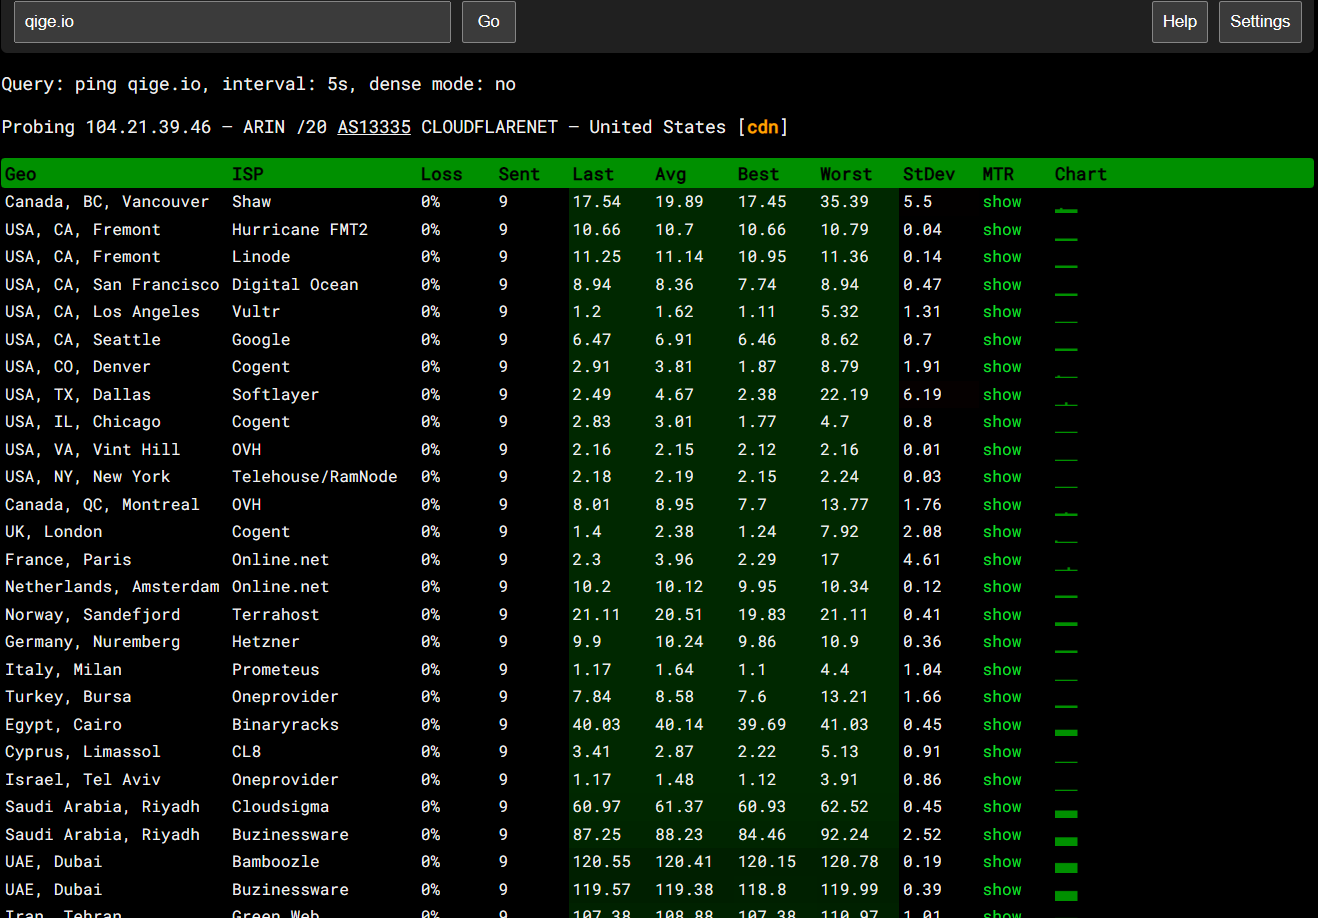 qige.io Go Help Settings
Query: ping qige.io, interval: 5s, dense mode: no
Probing 104.21.39.46 — ARIN /20 AS13335 CLOUDFLARENET — United States [cdn]
Geo ISP Loss Sent Last Avg Best Worst StDev MTR Chart
Canada, BC, Vancouver Shaw 0% 9 17.54 19.89 17.45 35.39 5.5 show
USA, CA, Fremont Hurricane FMT2 0% 9 10.66 10.7 10.66 10.79 0.04 show
USA, CA, Fremont Linode 0% 9 11.25 11.14 10.95 11.36 0.14 show
USA, CA, San Francisco Digital Ocean 0% 9 8.94 8.36 7.74 8.94 0.47 show
USA, CA, Los Angeles Vultr 0% 9 1.2 1.62 1.11 5.32 1.31 show
USA, CA, Seattle Google 0% 9 6.47 6.91 6.46 8.62 0.7 show
USA, CO, Denver Cogent 0% 9 2.91 3.81 1.87 8.79 1.91 show
USA, TX, Dallas Softlayer 0% 9 2.49 4.67 2.38 22.19 6.19 show
USA, IL, Chicago Cogent 0% 9 2.83 3.01 1.77 4.7 0.8 show
USA, VA, Vint Hill OVH 0% 9 2.16 2.15 2.12 2.16 0.01 show
USA, NY, New York Telehouse/RamNode 0% 9 2.18 2.19 2.15 2.24 0.03 show
Canada, QC, Montreal OVH 0% 9 8.01 8.95 7.7 13.77 1.76 show
UK, London Cogent 0% 9 1.4 2.38 1.24 7.92 2.08 show
France, Paris Online.net 0% 9 2.3 3.96 2.29 17 4.61 show
Netherlands, Amsterdam Online.net 0% 9 10.2 10.12 9.95 10.34 0.12 show
Norway, Sandefjord Terrahost 0% 9 21.11 20.51 19.83 21.11 0.41 show
Germany, Nuremberg Hetzner 0% 9 9.9 10.24 9.86 10.9 0.36 show
Italy, Milan Prometeus 0% 9 1.17 1.64 1.1 4.4 1.04 show
Turkey, Bursa Oneprovider 0% 9 7.84 8.58 7.6 13.21 1.66 show
Egypt, Cairo Binaryracks 0% 9 40.03 40.14 39.69 41.03 0.45 show
Cyprus, Limassol CL8 0% 9 3.41 2.87 2.22 5.13 0.91 show
Israel, Tel Aviv Oneprovider 0% 9 1.17 1.48 1.12 3.91 0.86 show
Saudi Arabia, Riyadh Cloudsigma 0% 9 60.97 61.37 60.93 62.52 0.45 show
Saudi Arabia, Riyadh Buzinessware 0% 9 87.25 88.23 84.46 92.24 2.52 show
UAE, Dubai Bamboozle 0% 9 120.55 120.41 120.15 120.78 0.19 show
UAE, Dubai Buzinessware 0% 9 119.57 119.38 118.8 119.99 0.39 show
Iran, Tehran Green Web 0% 9 107.38 108.88 107.38 110.97 1.01 show